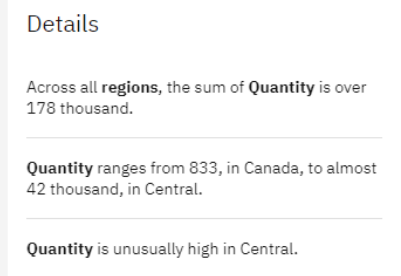 Details
Across all regions, the sum of Quantity is over
178 thousand.
Quantity ranges from 833, in Canada, to almost
42 thousand, in Central.
Quantity is unusually high in Central.